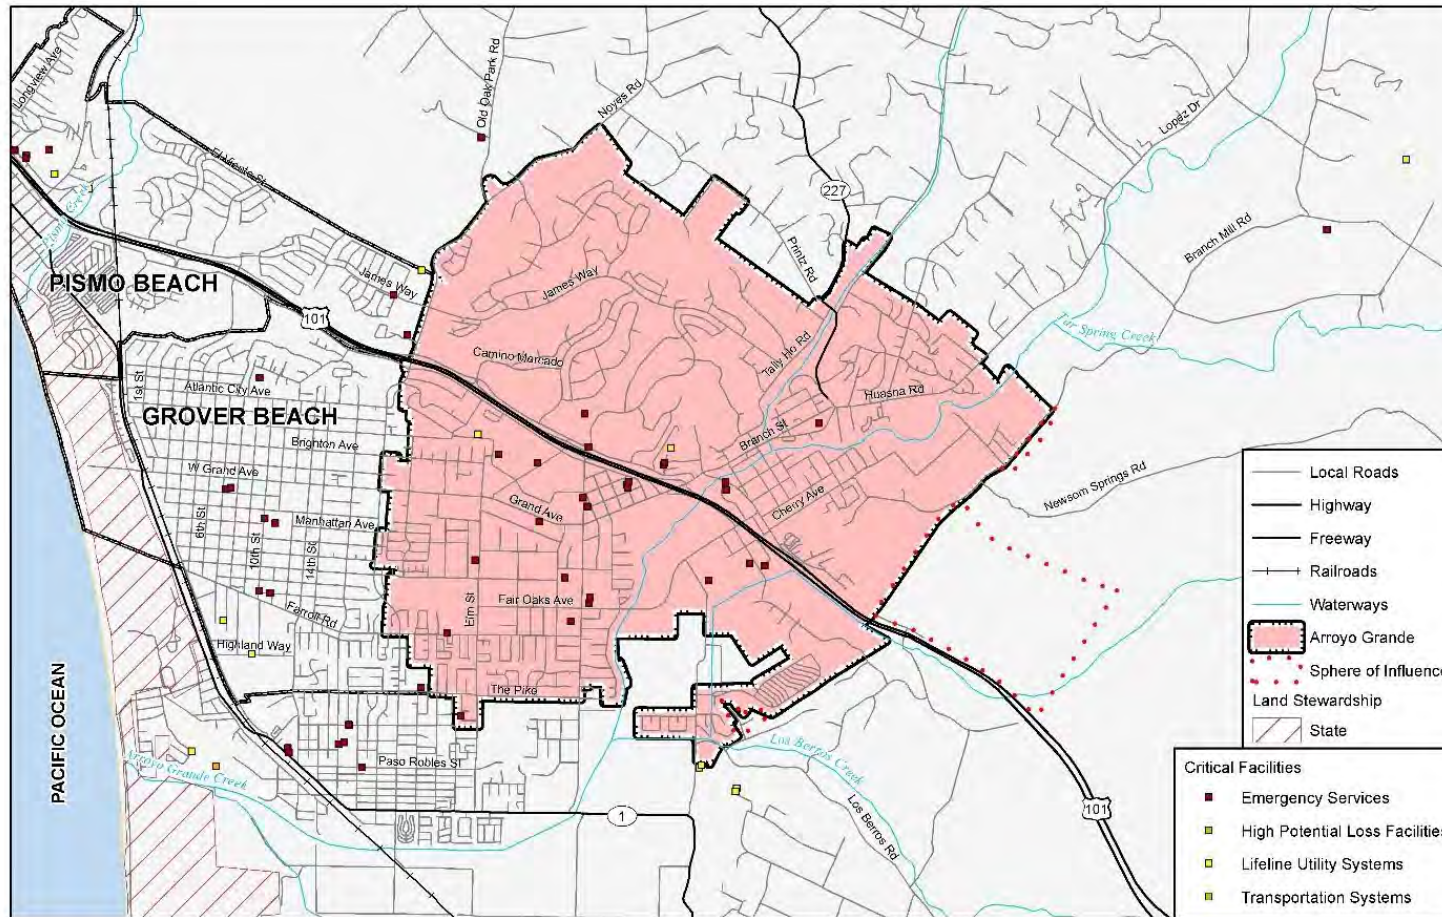 Longview Ave
Old Oak Park Rd
Noyes Rd
Lopez Dr
El Viento St
227
Branch Mill Rd
Pismo Creek
Printz Rd
PISMO BEACH
James Way
James Way
101
Tar Spring Creek
Tally Ho Rd
Camino Mercado
1st St
Atlantic City Ave
Huasna Rd
GROVER BEACH
Branch St
Brighton Ave
W Grand Ave
Newsom Springs Rd
Grand Ave
Cherry Ave
6th St
Manhattan Ave
10th St
14th St
Elm St
Fair Oaks Ave
Farroll Rd
Highland Way
The Pike
PACIFIC OCEAN
Arroyo Grande Creek
Paso Robles St
Los Berros Creek
Los Berros Rd
1
101
Local Roads
Highway
Freeway
Railroads
Waterways
Arroyo Grande
Sphere of Influence
Land Stewardship
State
Critical Facilities
Emergency Services
High Potential Loss Facilities
Lifeline Utility Systems
Transportation Systems